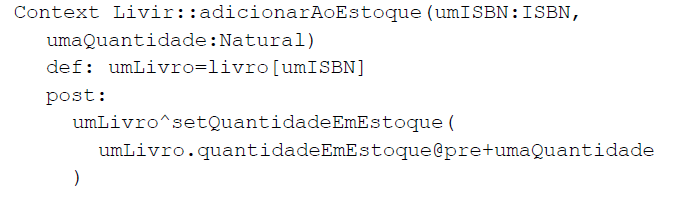 Context Livir::adicionarAoEstoque(umISBN:ISBN,
umaQuantidade:Natural)
def: umLivro=livro[umISBN]
post:
umLivro^setQuantidadeEmEstoque(
umLivro.quantidadeEmEstoque@pre+umaQuantidade
)